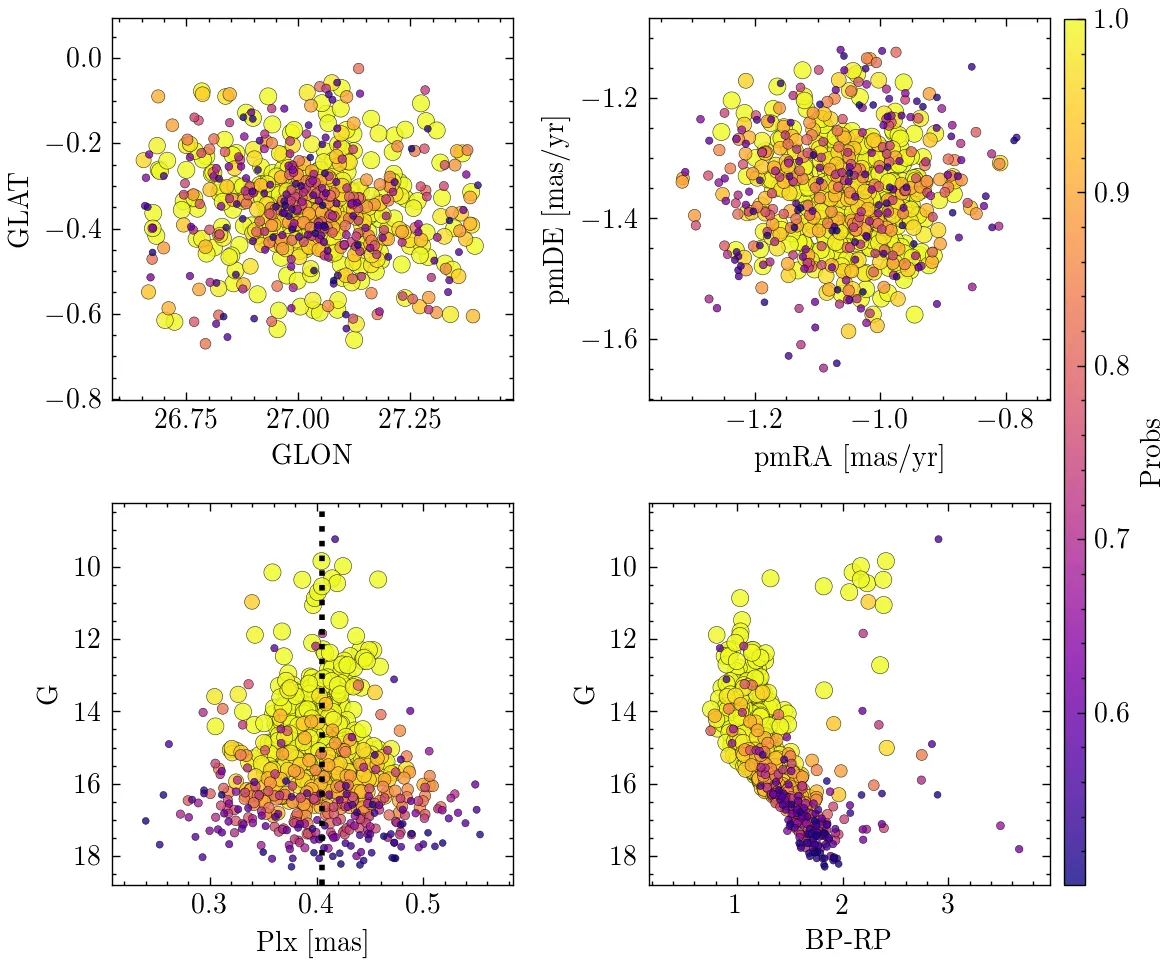 0.0
−0.2
−0.4
−0.6
−0.8
GLAT
26.75 27.00 27.25
GLON
−1.2
−1.4
−1.6
pmDE [mas/yr]
−1.2 −1.0 −0.8
pmRA [mas/yr]
1.0
0.9
0.8
0.7
0.6
Probs
10
12
14
16
18
G
0.3 0.4 0.5
Plx [mas]
10
12
14
16
18
G
1 2 3
BP-RP